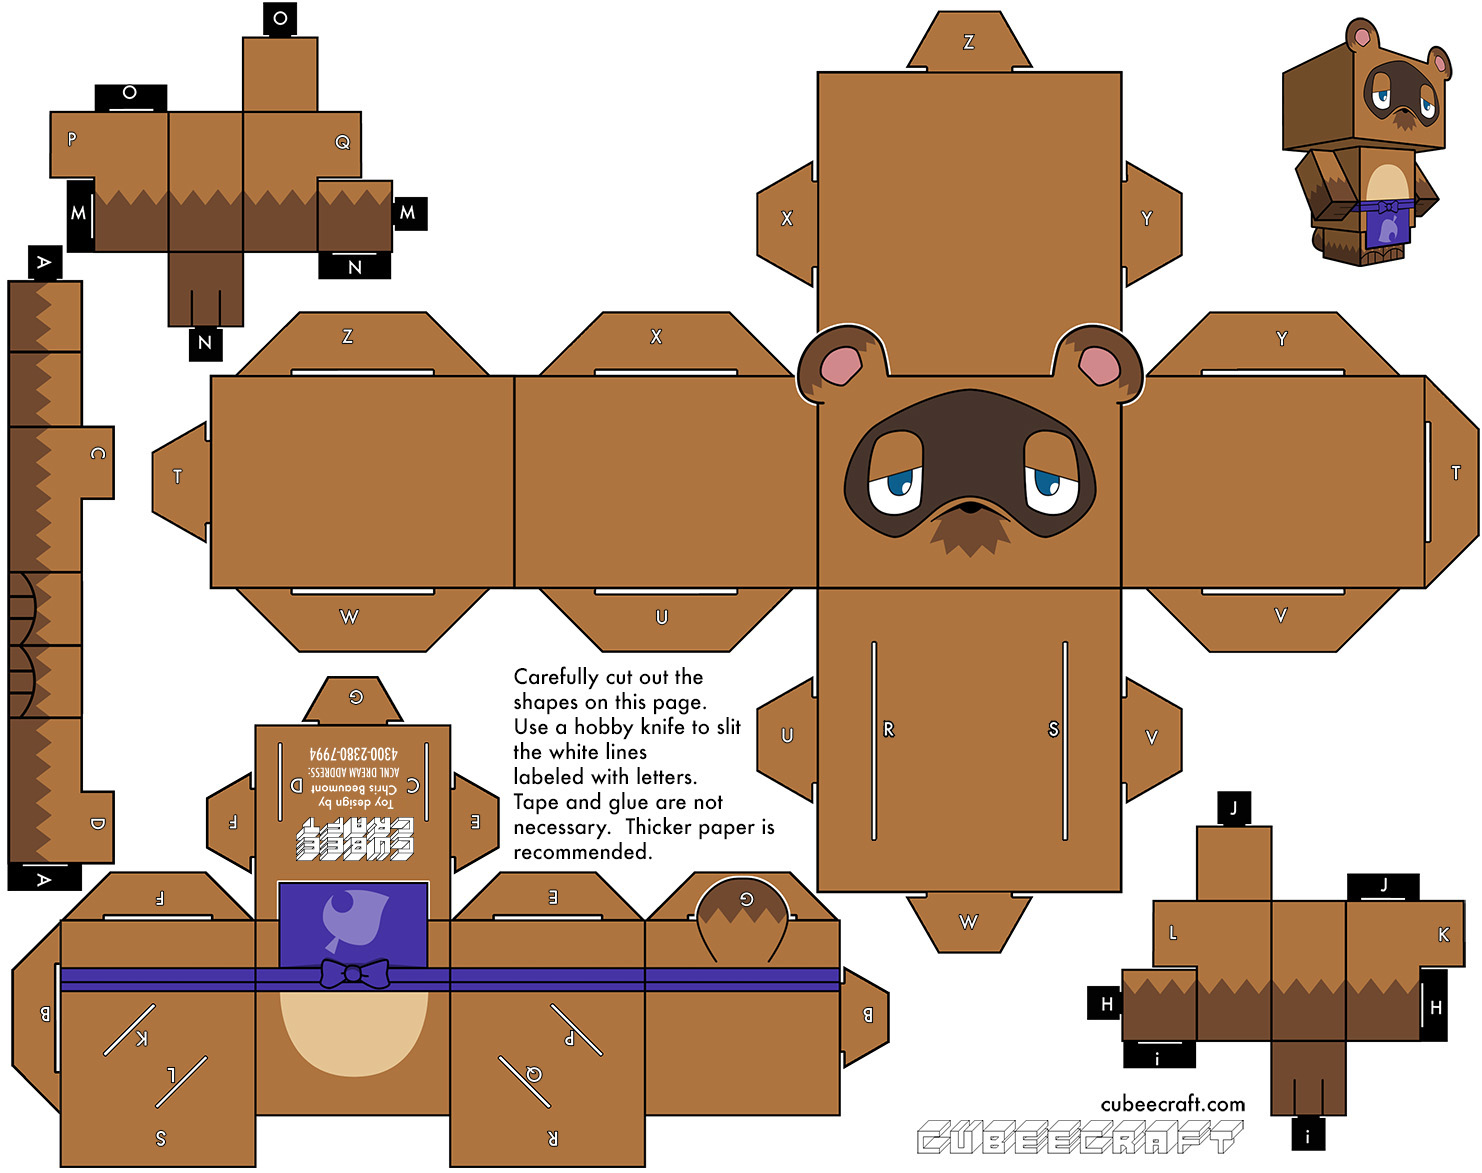 O
Z
O
P
Q
M
M
N
N
A
X
Y
Z
X
Y
C
T
T
W
U
V
Carefully cut out the
shapes on this page.
Use a hobby knife to slit
the white lines
labeled with letters.
Tape and glue are not
necessary. Thicker paper is
recommended.
G
U
R
S
V
D
A
F
E
C
D
Toy design by
Chris Beaumont
ACNL DREAM ADDRESS:
4300-2380-7994
CUBEE
CRAFT
F
E
G
W
B
B
K
L
P
Q
S
R
J
J
L
K
H
H
i
i
cubeecraft.com
CUBEECRAFT